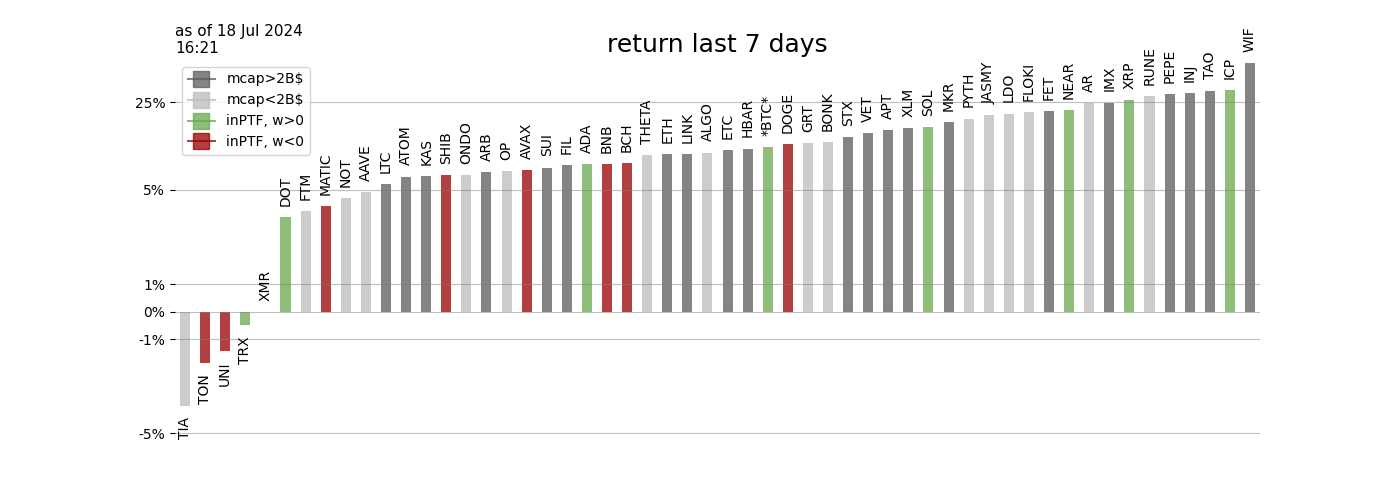 as of 18 Jul 2024
16:21
return last 7 days
mcap>2B$
mcap<2B$
inPTF, w>0
inPTF, w<0
25%
5%
1%
0%
-1%
-5%
TIA
TON
UNI
TRX
XMR
DOT
FTM
MATIC
NOT
AAVE
LTC
ATOM
KAS
SHIB
ONDO
ARB
OP
AVAX
SUI
FIL
ADA
BNB
BCH
THETA
ETH
LINK
ALGO
ETC
HBAR
*BTC*
DOGE
GRT
BONK
STX
VET
APT
XLM
SOL
MKR
PYTH
JASMY
LDO
FLOKI
FET
NEAR
AR
IMX
XRP
RUNE
PEPE
INJ
TAO
ICP
WIF